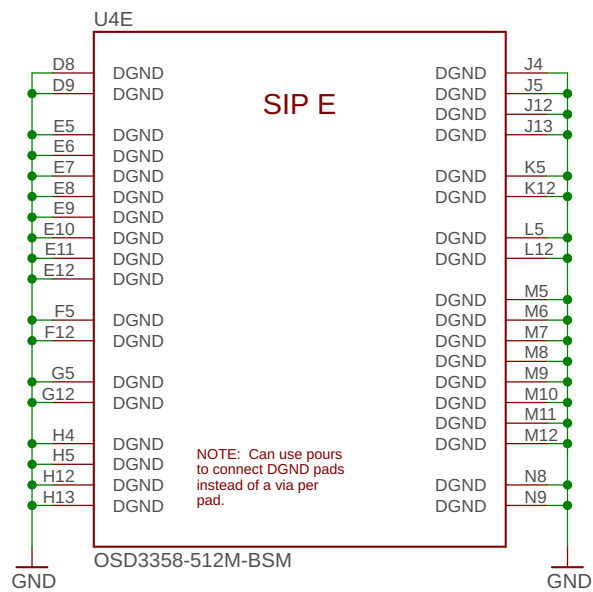 U4E
D8 DGND DGND J4
D9 DGND DGND J5
SIP E
DGND J12
E5 DGND DGND J13
E6 DGND
E7 DGND DGND K5
E8 DGND DGND K12
E9 DGND
E10 DGND DGND L5
E11 DGND DGND L12
E12 DGND
DGND M5
F5 DGND DGND M6
F12 DGND DGND M7
DGND M8
G5 DGND DGND M9
G12 DGND DGND M10
DGND M11
H4 DGND DGND M12
H5 DGND
H12 DGND DGND N8
H13 DGND DGND N9
NOTE: Can use pours
to connect DGND pads
instead of a via per
pad.
OSD3358-512M-BSM
GND GND